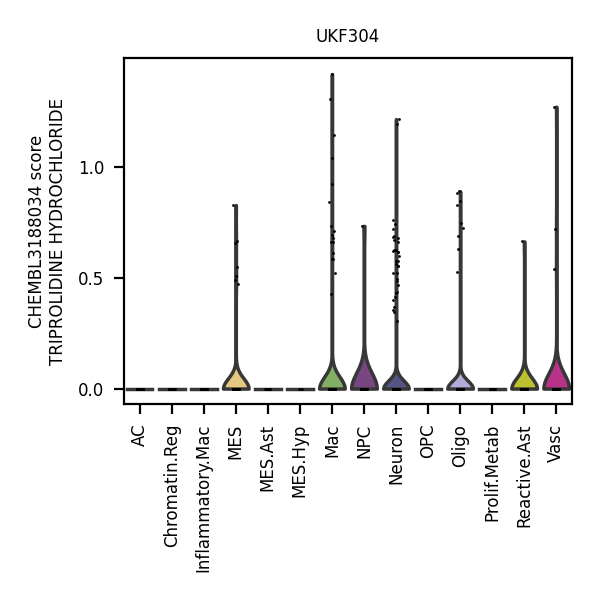 UKF304
CHEMBL3188034 score
TRIPROLIDINE HYDROCHLORIDE
1.0
0.5
0.0
AC
Chromatin.Reg
Inflammatory.Mac
MES
MES.Ast
MES.Hyp
Mac
NPC
Neuron
OPC
Oligo
Prolif.Metab
Reactive.Ast
Vasc